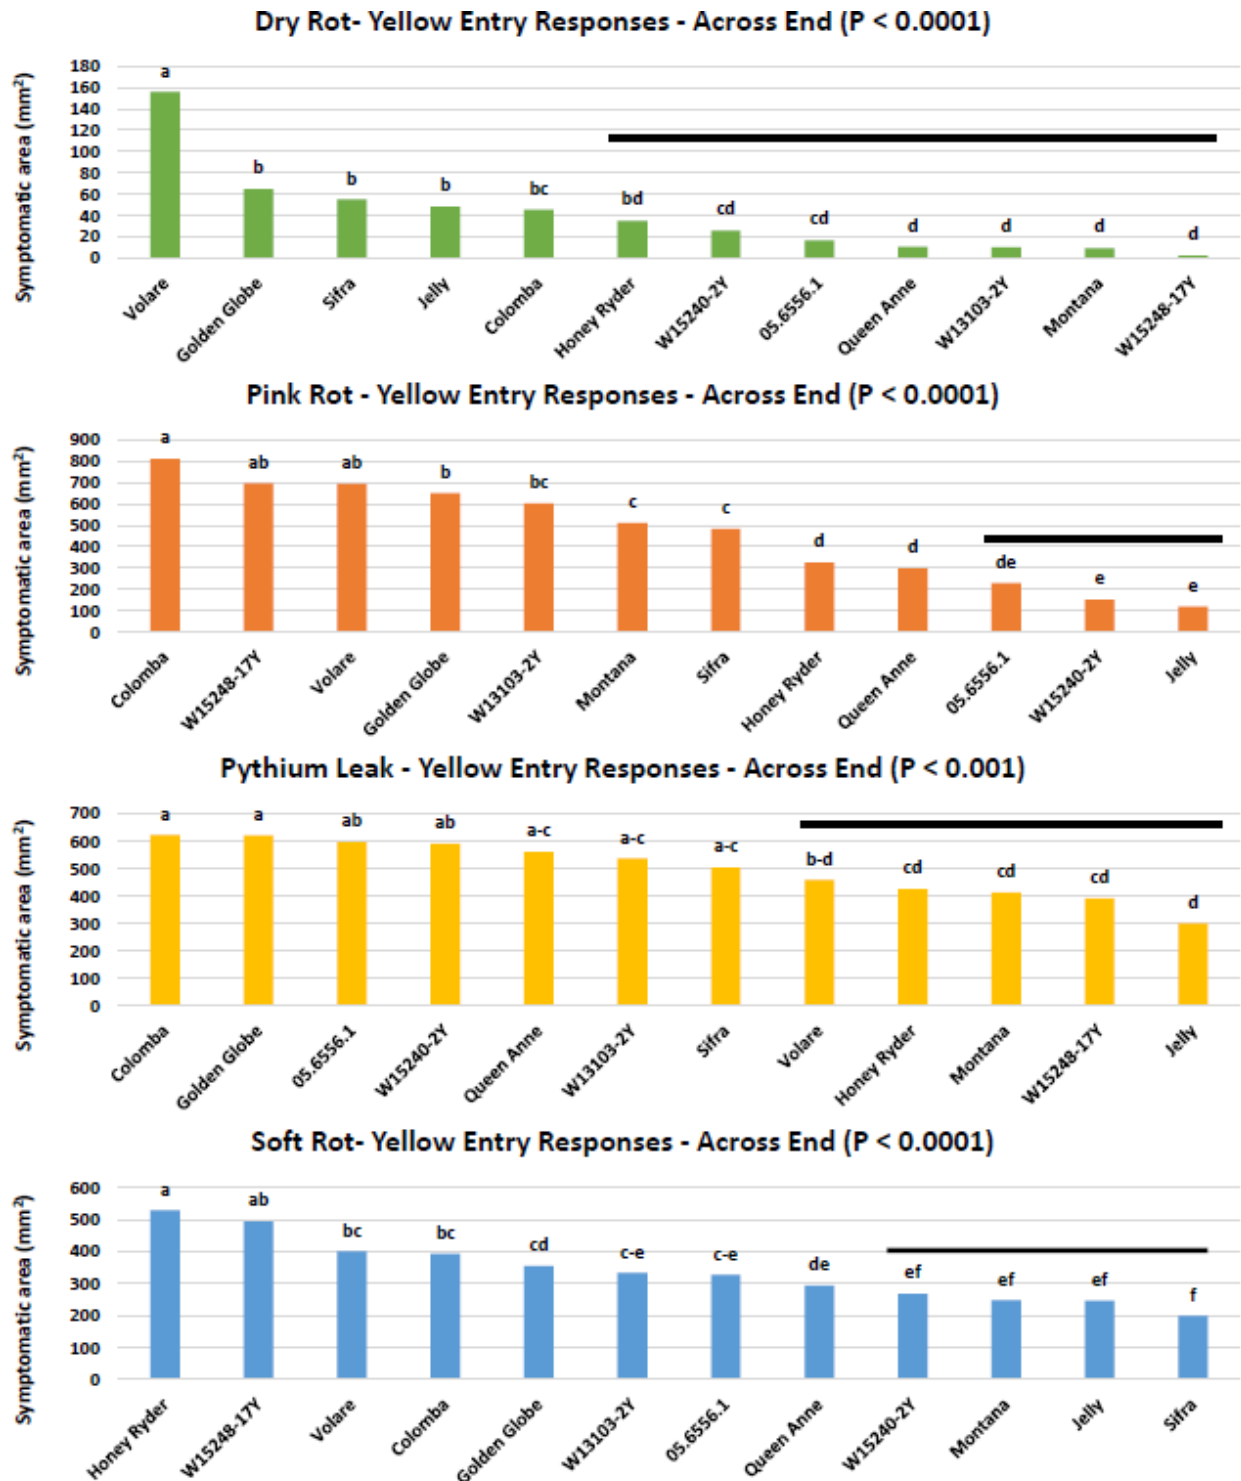 Dry Rot- Yellow Entry Responses - Across End (P < 0.0001)
Symptomatic area (mm²)
180
160
140
120
100
80
60
40
20
0
a
b
b
b
bc
bd
cd
cd
d
d
d
d
Volare
Golden Globe
Sifra
Jelly
Colomba
Honey Ryder
W15240-2Y
05.6556.1
Queen Anne
W13103-2Y
Montana
W15248-17Y
Pink Rot - Yellow Entry Responses - Across End (P < 0.0001)
Symptomatic area (mm²)
900
800
700
600
500
400
300
200
100
0
a
ab
ab
b
bc
c
c
d
d
de
e
e
Colomba
W15248-17Y
Volare
Golden Globe
W13103-2Y
Montana
Sifra
Honey Ryder
Queen Anne
05.6556.1
W15240-2Y
Jelly
Pythium Leak - Yellow Entry Responses - Across End (P < 0.001)
Symptomatic area (mm²)
700
600
500
400
300
200
100
0
a
a
ab
ab
a-c
a-c
a-c
b-d
cd
cd
cd
d
Colomba
Golden Globe
05.6556.1
W15240-2Y
Queen Anne
W13103-2Y
Sifra
Volare
Honey Ryder
Montana
W15248-17Y
Jelly
Soft Rot- Yellow Entry Responses - Across End (P < 0.0001)
Symptomatic area (mm²)
600
500
400
300
200
100
0
a
ab
bc
bc
cd
c-e
c-e
de
ef
ef
ef
f
Honey Ryder
W15248-17Y
Volare
Colomba
Golden Globe
W13103-2Y
05.6556.1
Queen Anne
W15240-2Y
Montana
Jelly
Sifra